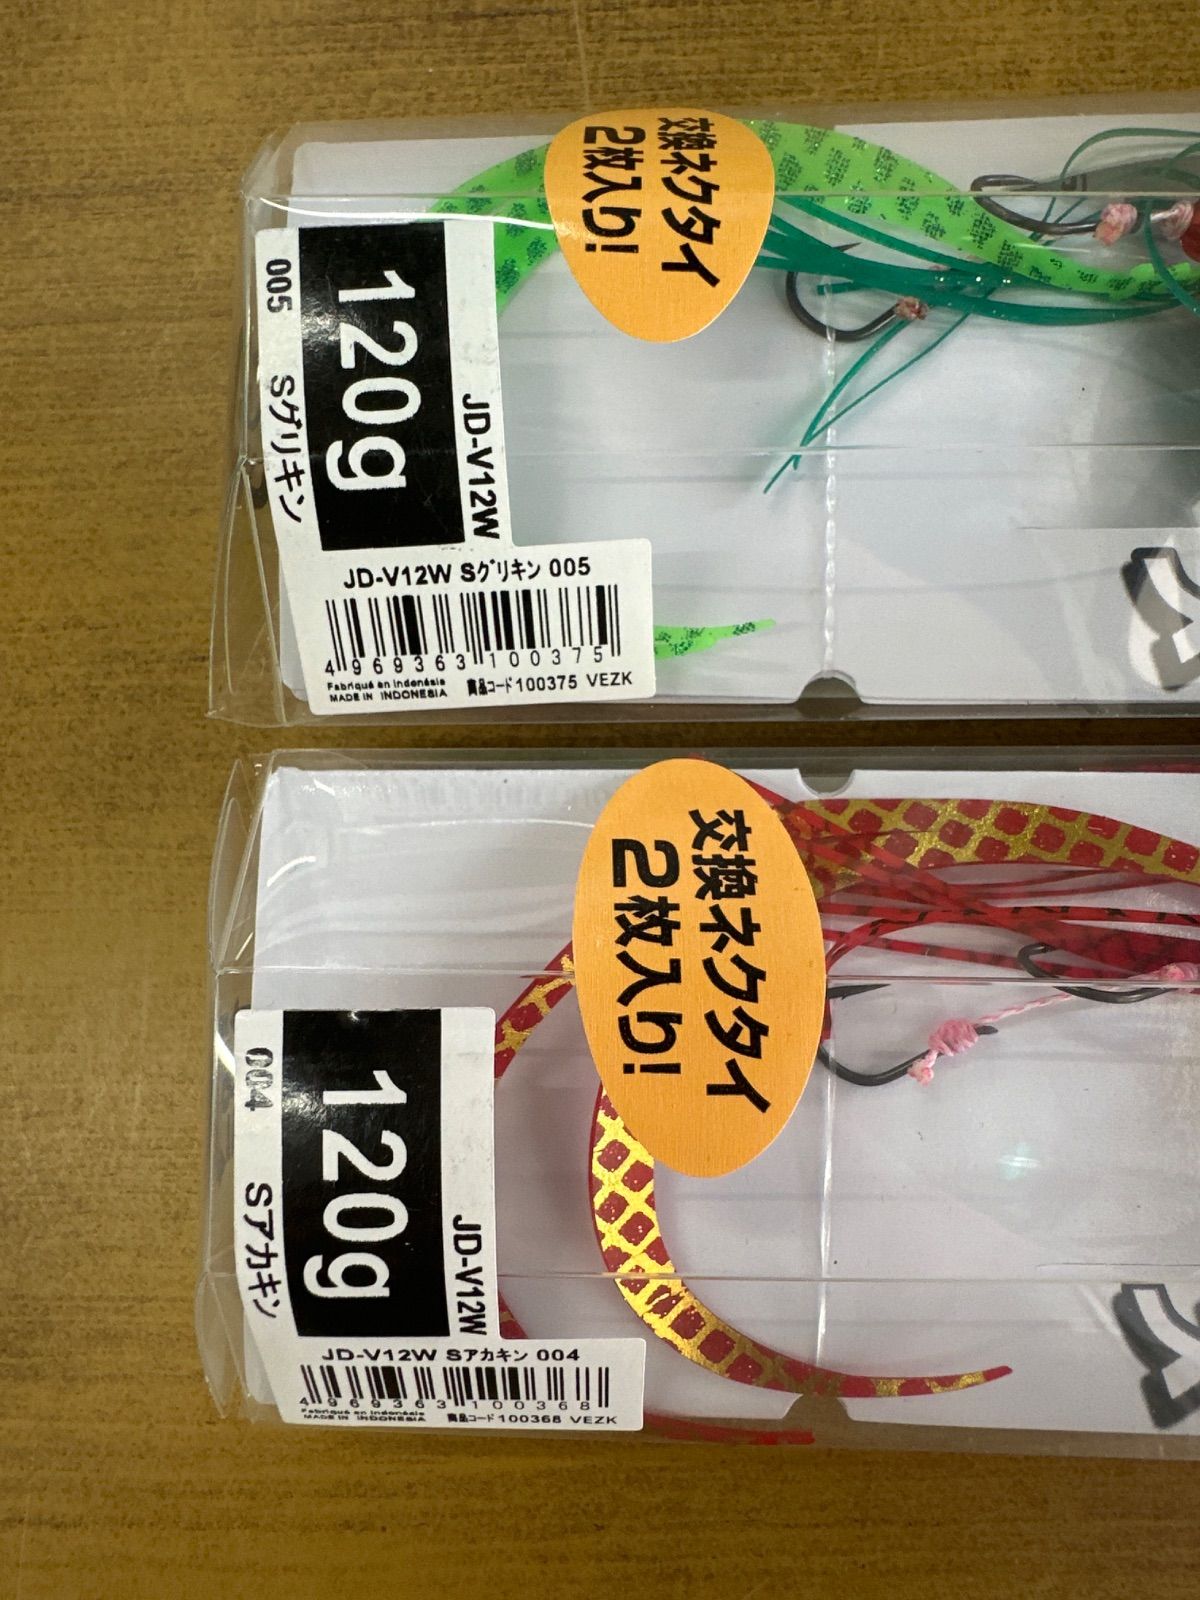 交換ネクタイ
2枚入り!
JD-V12W
120g
005 Sグリキン
JD-V12W Sグリキン 005
4 969363 100375
Fabriqué en Indonésie
MADE IN INDONESIA
商品コード100375 VEZK
交換ネクタイ
2枚入り!
JD-V12W
120g
004 Sアカキン
JD-V12W Sアカキン 004
4 969363 100368
Fabriqué en Indonésie
MADE IN INDONESIA
商品コード100368 VEZK